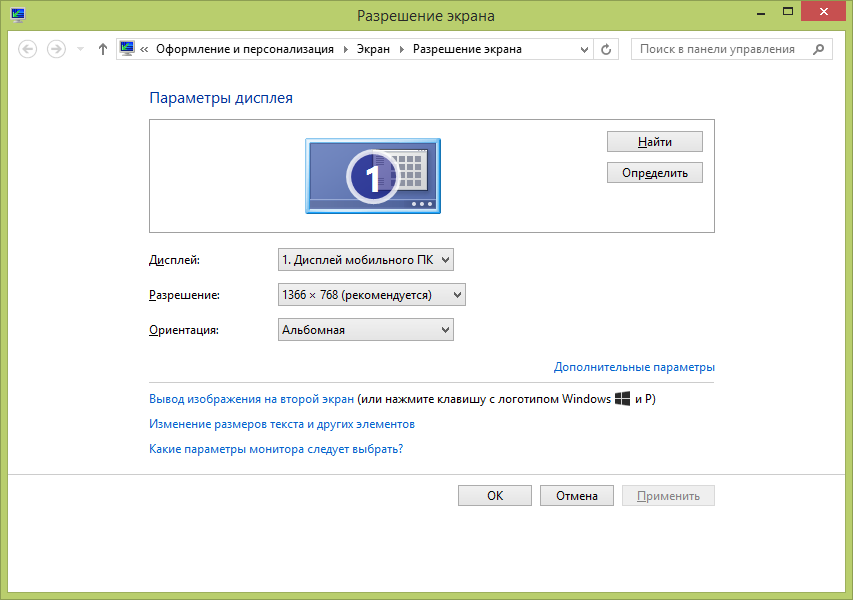 Разрешение экрана
« Оформление и персонализация Экран Разрешение экрана Поиск в панели управления
Параметры дисплея
1
Найти
Определить
Дисплей: 1. Дисплей мобильного ПК
Разрешение: 1366 × 768 (рекомендуется)
Ориентация: Альбомная
Дополнительные параметры
Вывод изображения на второй экран (или нажмите клавишу с логотипом Windows и P)
Изменение размеров текста и других элементов
Какие параметры монитора следует выбрать?
ОК Отмена Применить